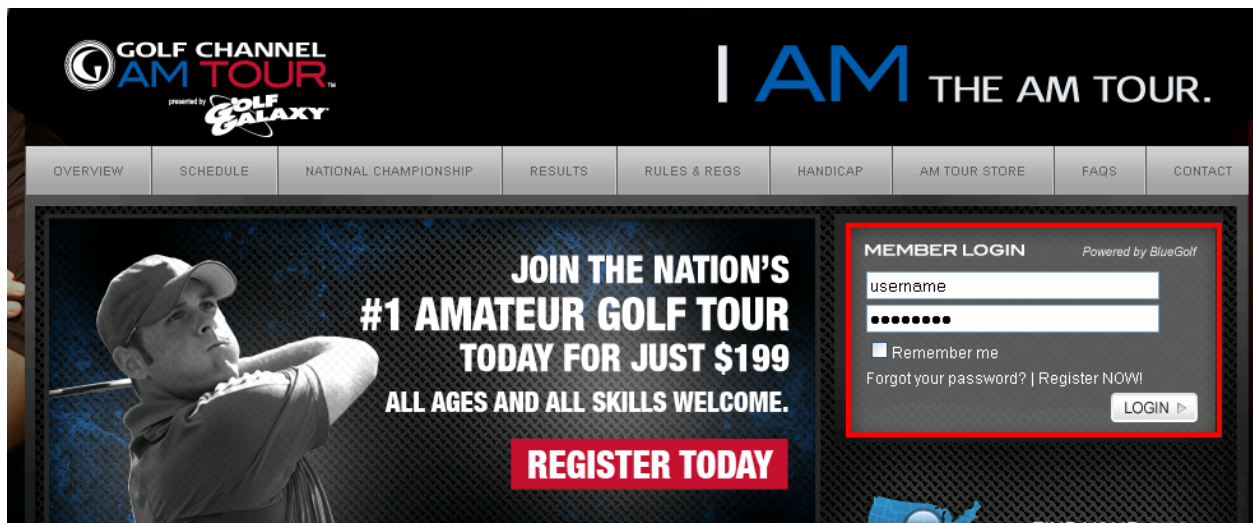 GOLF CHANNEL
AM TOUR™
presented by GOLF
GALAXY
I AM THE AM TOUR.
OVERVIEW SCHEDULE NATIONAL CHAMPIONSHIP RESULTS RULES & REGS HANDICAP AM TOUR STORE FAQS CONTACT
JOIN THE NATION'S
#1 AMATEUR GOLF TOUR
TODAY FOR JUST $199
ALL AGES AND ALL SKILLS WELCOME.
REGISTER TODAY
MEMBER LOGIN Powered by BlueGolf
username
••••••••
Remember me
Forgot your password? | Register NOW!
LOGIN